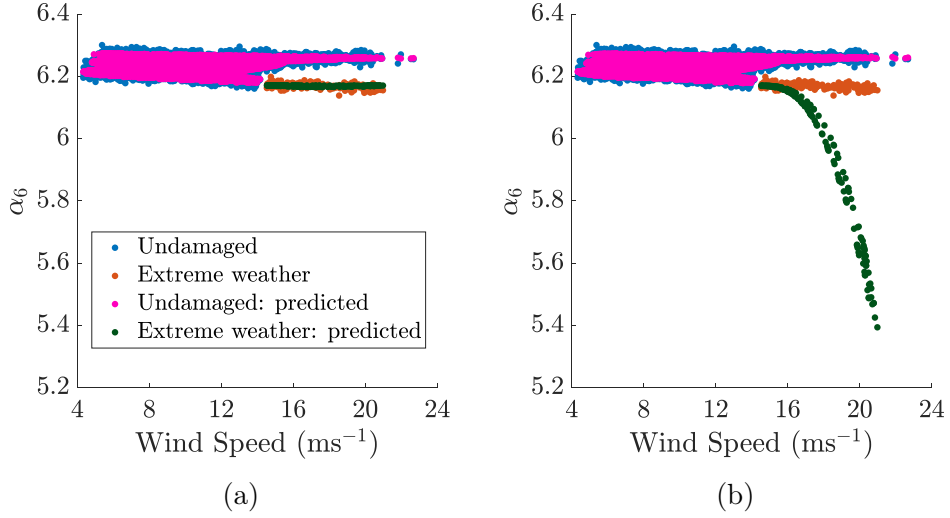 6.4
6.2
6
5.8
5.6
5.4
5.2
α₆
Undamaged
Extreme weather
Undamaged: predicted
Extreme weather: predicted
4 8 12 16 20 24
Wind Speed (ms⁻¹)
(a)
6.4
6.2
6
5.8
5.6
5.4
5.2
α₆
4 8 12 16 20 24
Wind Speed (ms⁻¹)
(b)